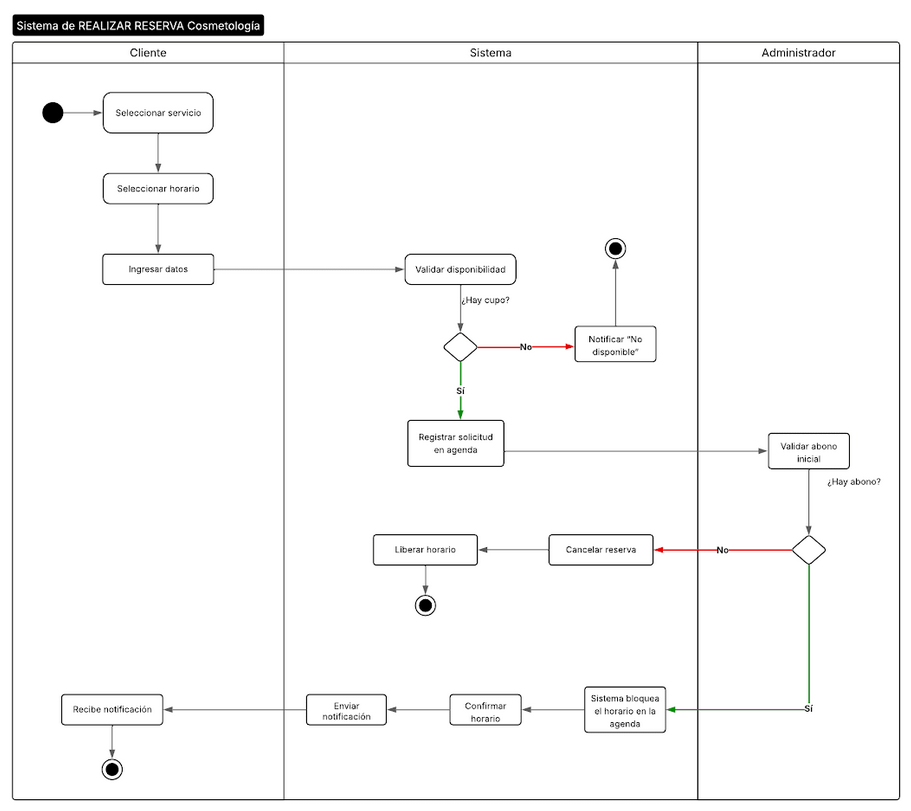 Sistema de REALIZAR RESERVA Cosmetología
Cliente
Sistema
Administrador
Seleccionar servicio
Seleccionar horario
Ingresar datos
Validar disponibilidad
¿Hay cupo?
No
Notificar “No
disponible”
Sí
Registrar solicitud
en agenda
Validar abono
inicial
¿Hay abono?
No
Cancelar reserva
Liberar horario
Sí
Sistema bloquea
el horario en la
agenda
Confirmar
horario
Enviar
notificación
Recibe notificación